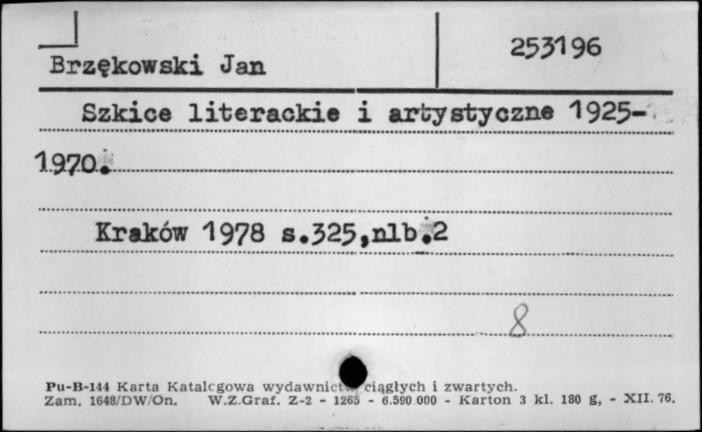 253196
Brzękowski Jan
Szkice literackie i artystyczne 1925-
1970.
Kraków 1978 s.325,nlb.2
8
Pu-B-144 Karta Katalogowa wydawnictw ciągłych i zwartych.
Zam. 1648/DW/On. W.Z.Graf. Z-2 - 1265 - 6.590.000 - Karton 3 kl. 180 g, - XII. 76.